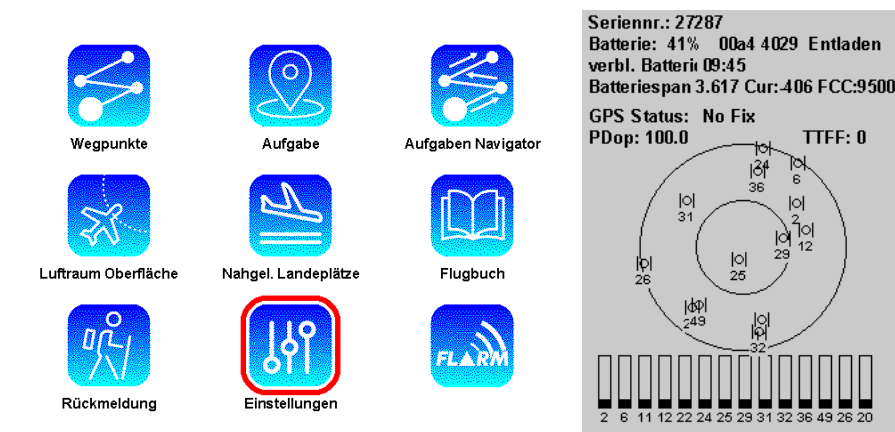 Wegpunkte
Aufgabe
Aufgaben Navigator
Luftraum Oberfläche
Nahgel. Landeplätze
Flugbuch
FLARM
Rückmeldung
Einstellungen
Seriennr.: 27287
Batterie: 41% 00a4 4029 Entladen
verbl. Batteri 09:45
Batteriespan 3.617 Cur:-406 FCC:9500
GPS Status: No Fix
PDop: 100.0 TTFF: 0
24
6
36
31
2
12
29
25
26
49
32
2 6 11 12 22 24 25 29 31 32 36 49 26 20